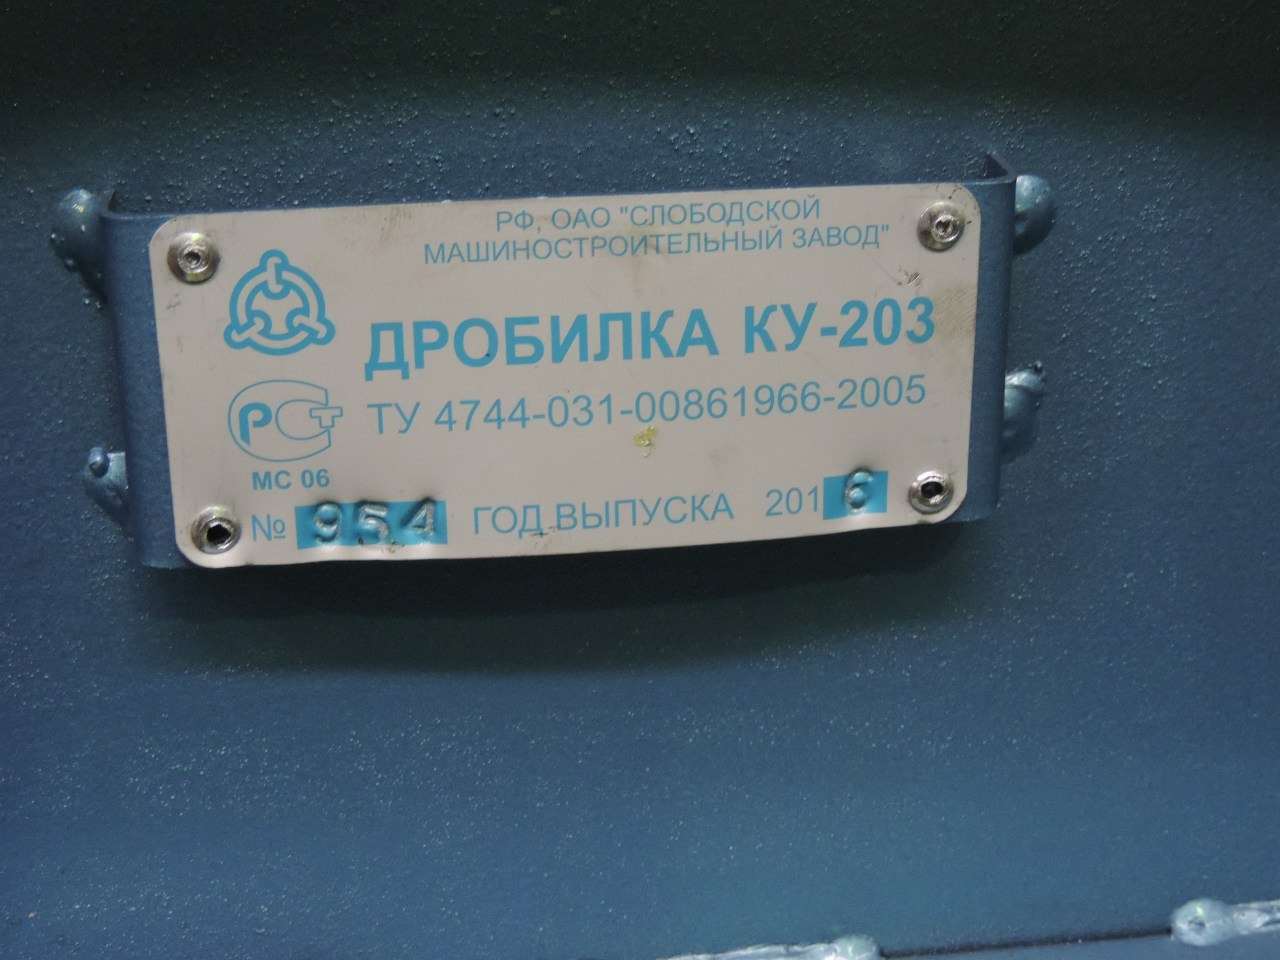 РФ, ОАО "СЛОБОДСКОЙ
МАШИНОСТРОИТЕЛЬНЫЙ ЗАВОД"
ДРОБИЛКА КУ-203
ТУ 4744-031-00861966-2005
РСТ
МС 06
№ 954 ГОД ВЫПУСКА 2016